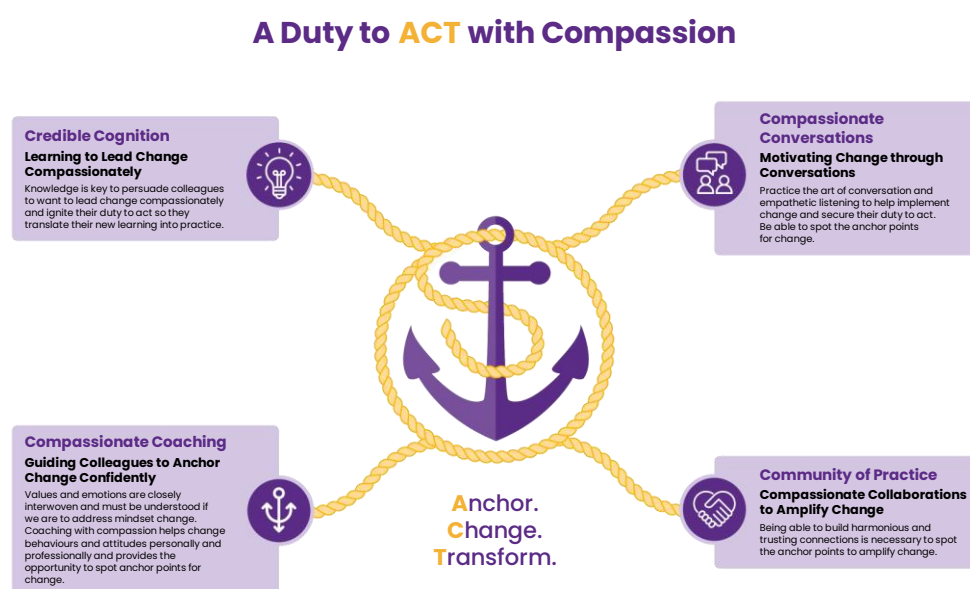 A Duty to ACT with Compassion
Credible Cognition
Learning to Lead Change
Compassionately
Knowledge is key to persuade colleagues
to want to lead change compassionately
and ignite their duty to act so they
translate their new learning into practice.
Compassionate
Conversations
Motivating Change through
Conversations
Practice the art of conversation and
empathetic listening to help implement
change and secure their duty to act.
Be able to spot the anchor points
for change.
Compassionate Coaching
Guiding Colleagues to Anchor
Change Confidently
Values and emotions are closely
interwoven and must be understood if
we are to address mindset change.
Coaching with compassion helps change
behaviours and attitudes personally and
professionally and provides the
opportunity to spot anchor points for
change.
Anchor.
Change.
Transform.
Community of Practice
Compassionate Collaborations
to Amplify Change
Being able to build harmonious and
trusting connections is necessary to spot
the anchor points to amplify change.